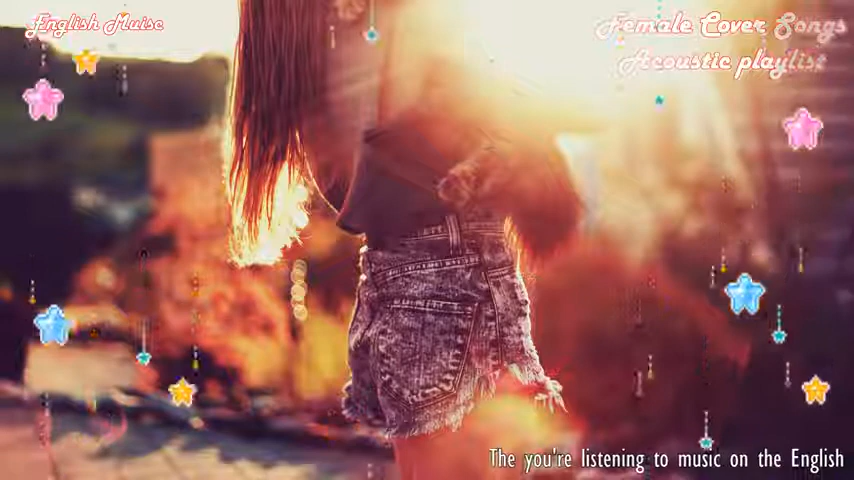 English Muisc
Female Cover Songs
Acoustic playlist
The you're listening to music on the English